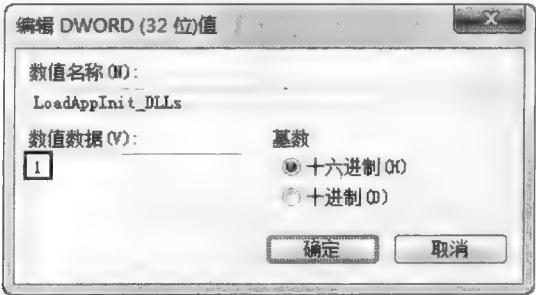 编辑 DWORD (32 位)值
数值名称(N):
LoadAppInit_DLLs
数值数据(V):
1
基数
十六进制(H)
十进制(D)
确定
取消